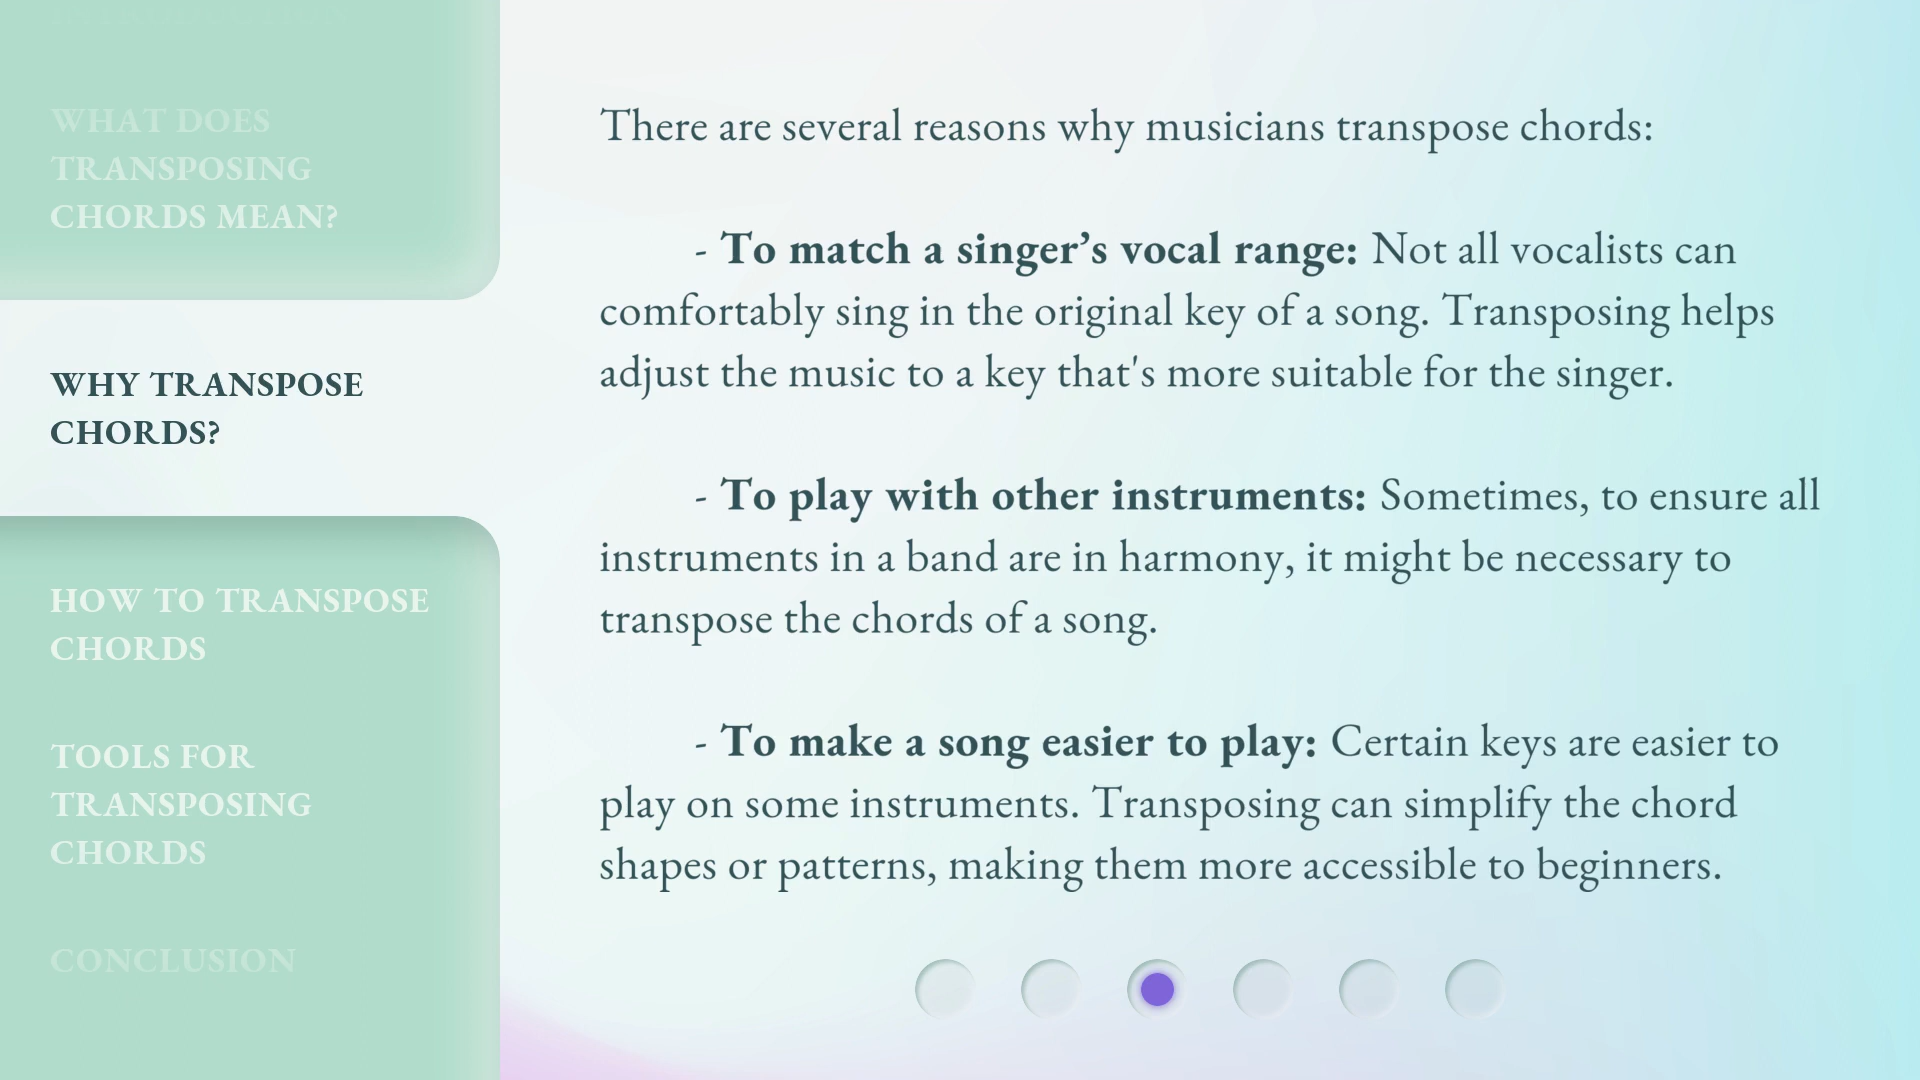 WHAT DOES
TRANSPOSING
CHORDS MEAN?
WHY TRANSPOSE
CHORDS?
HOW TO TRANSPOSE
CHORDS
TOOLS FOR
TRANSPOSING
CHORDS
CONCLUSION
There are several reasons why musicians transpose chords:
- To match a singer’s vocal range: Not all vocalists can
comfortably sing in the original key of a song. Transposing helps
adjust the music to a key that's more suitable for the singer.
- To play with other instruments: Sometimes, to ensure all
instruments in a band are in harmony, it might be necessary to
transpose the chords of a song.
- To make a song easier to play: Certain keys are easier to
play on some instruments. Transposing can simplify the chord
shapes or patterns, making them more accessible to beginners.